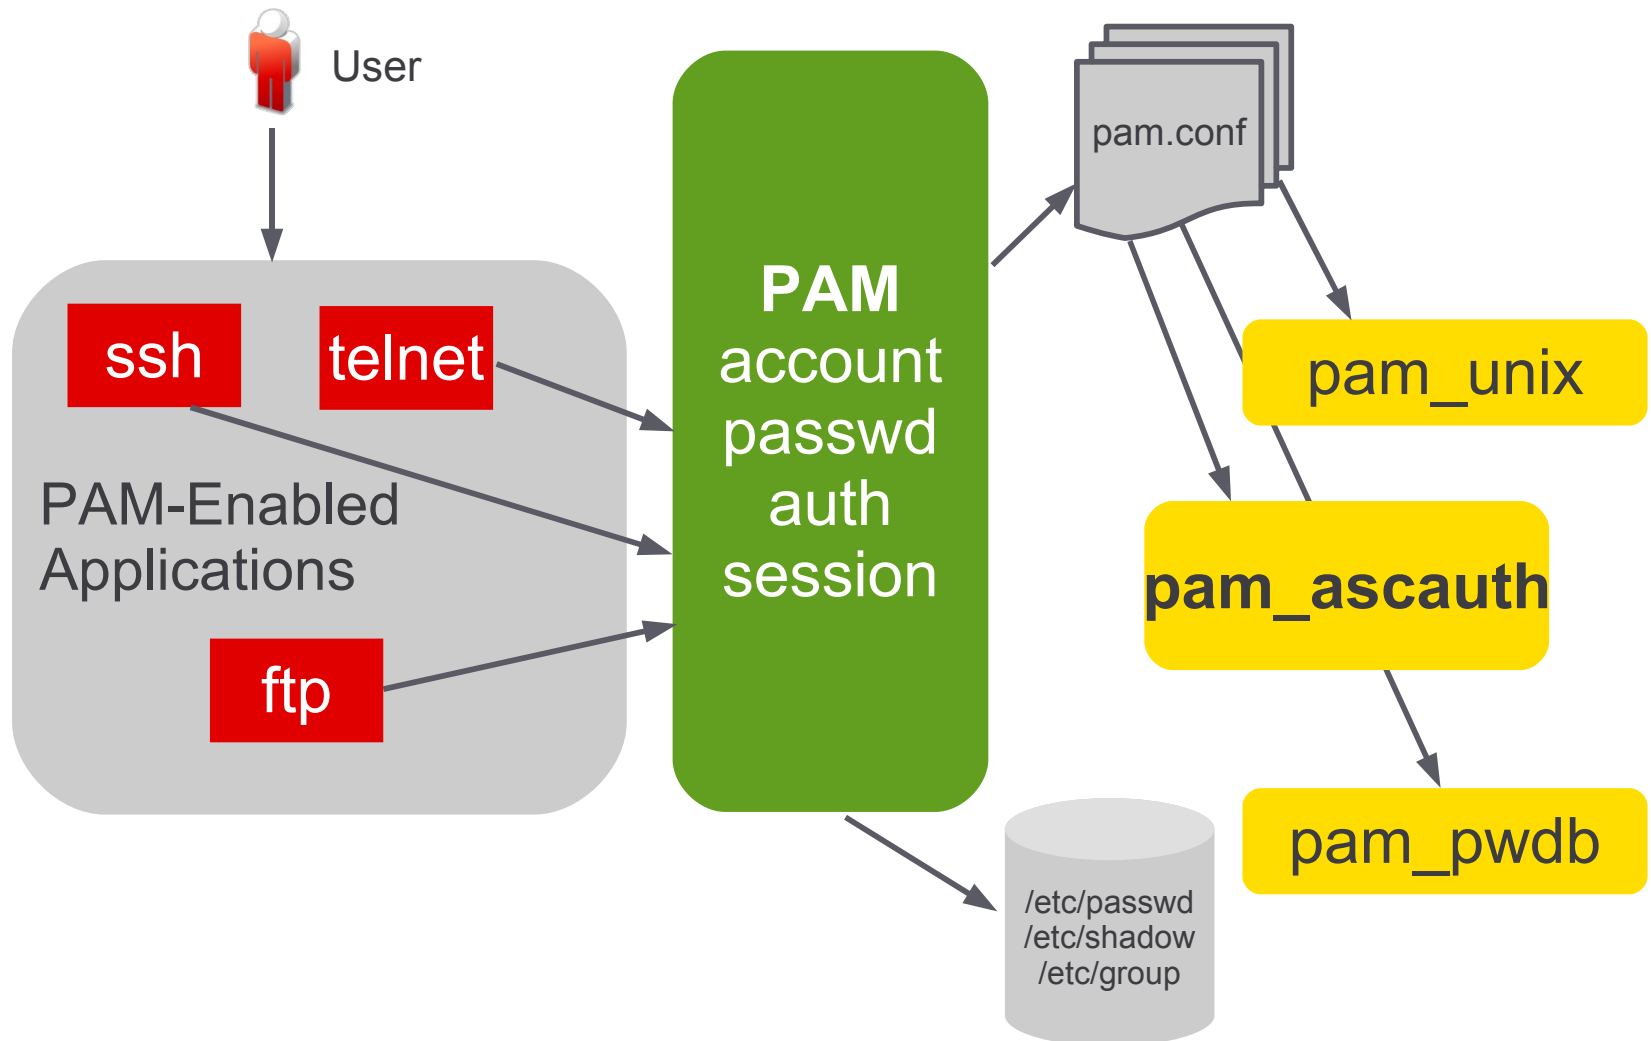 User
ssh
telnet
PAM-Enabled
Applications
ftp
PAM
account
passwd
auth
session
pam.conf
pam_unix
pam_ascauth
pam_pwdb
/etc/passwd
/etc/shadow
/etc/group